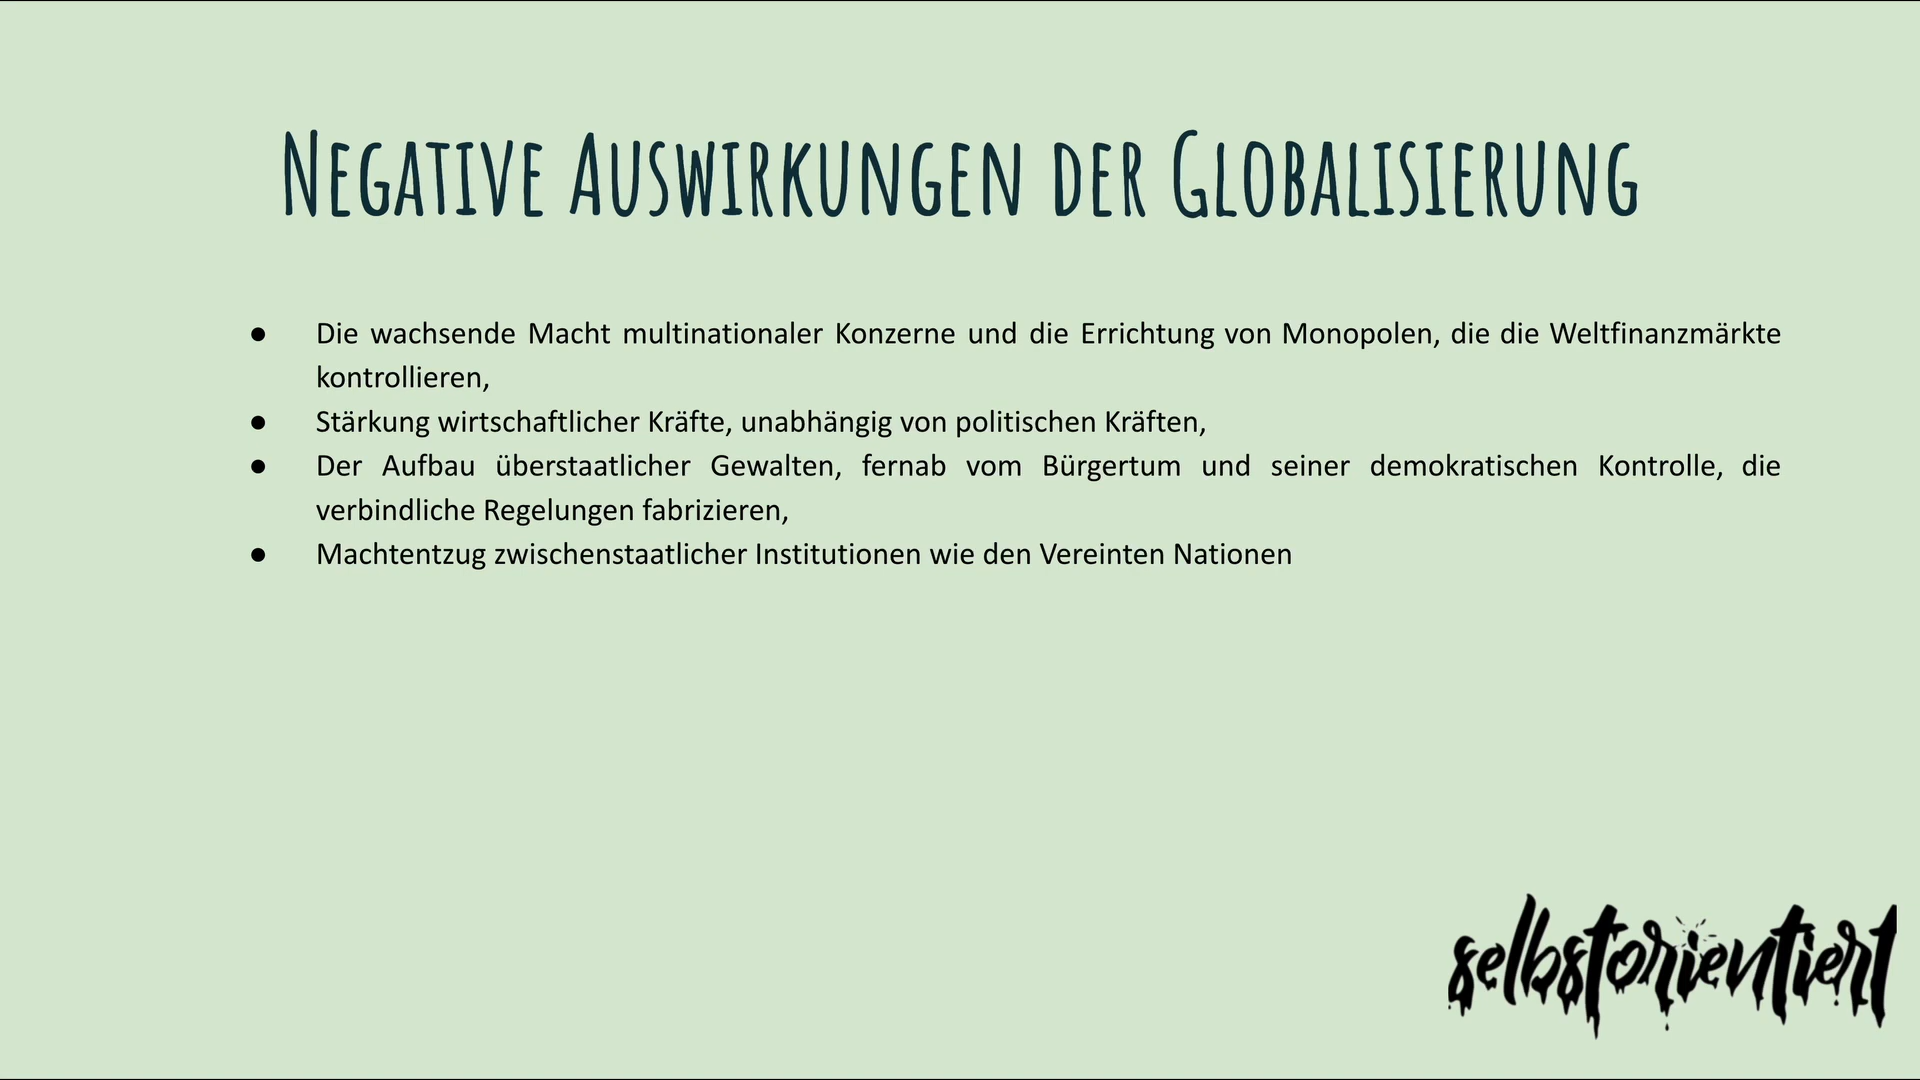 Negative Auswirkungen der Globalisierung
● Die wachsende Macht multinationaler Konzerne und die Errichtung von Monopolen, die die Weltfinanzmärkte
kontrollieren,
● Stärkung wirtschaftlicher Kräfte, unabhängig von politischen Kräften,
● Der Aufbau überstaatlicher Gewalten, fernab vom Bürgertum und seiner demokratischen Kontrolle, die
verbindliche Regelungen fabrizieren,
● Machtentzug zwischenstaatlicher Institutionen wie den Vereinten Nationen
selbstorientiert